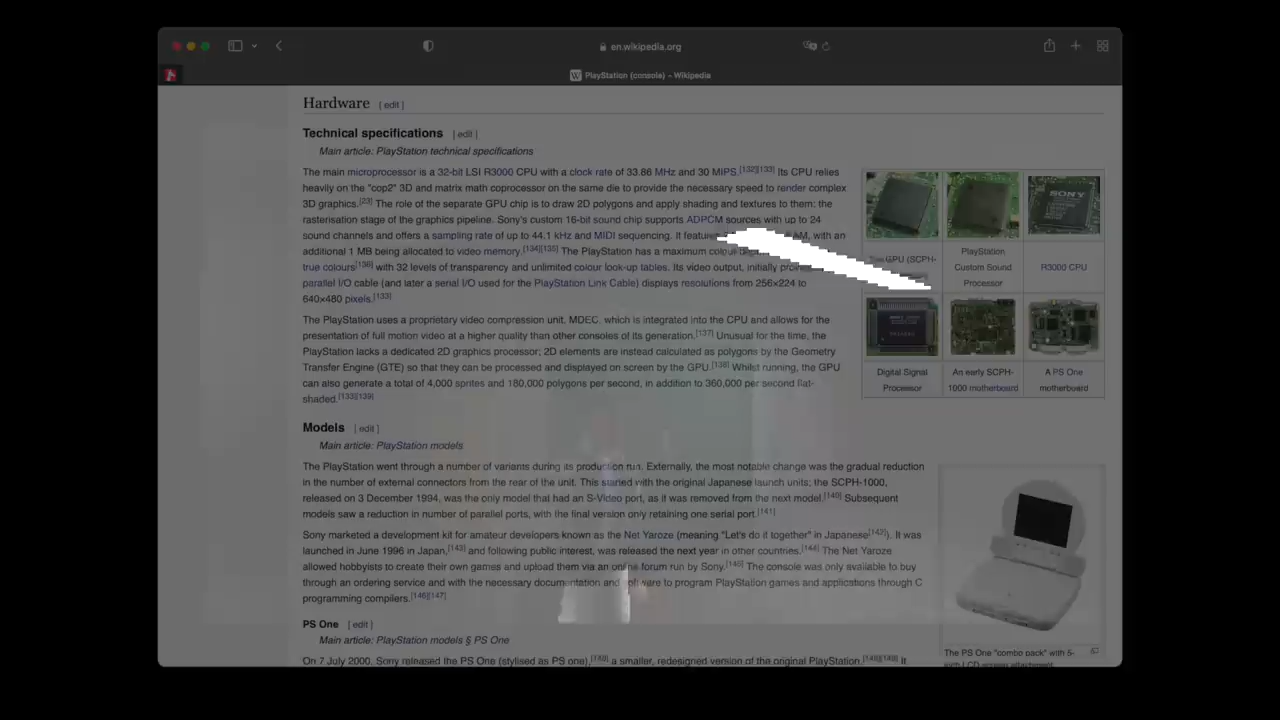 en.wikipedia.org
PlayStation (console) – Wikipedia
Hardware [ edit ]
Technical specifications [ edit ]
Main article: PlayStation technical specifications
The main microprocessor is a 32-bit LSI R3000 CPU with a clock rate of 33.86 MHz and 30 MIPS.[132][133] Its CPU relies
heavily on the "cop2" 3D and matrix math coprocessor on the same die to provide the necessary speed to render complex
3D graphics.[23] The role of the separate GPU chip is to draw 2D polygons and apply shading and textures to them: the
rasterisation stage of the graphics pipeline. Sony's custom 16-bit sound chip supports ADPCM sources with up to 24
sound channels and offers a sampling rate of up to 44.1 kHz and MIDI sequencing. It features with an
additional 1 MB being allocated to video memory.[134][135] The PlayStation has a maximum colour
true colours[136] with 32 levels of transparency and unlimited colour look-up tables. Its video output, initially
parallel I/O cable (and later a serial I/O used for the PlayStation Link Cable) displays resolutions from 256×224 to
640×480 pixels.[133]
The PlayStation uses a proprietary video compression unit, MDEC, which is integrated into the CPU and allows for the
presentation of full motion video at a higher quality than other consoles of its generation.[137] Unusual for the time, the
PlayStation lacks a dedicated 2D graphics processor; 2D elements are instead calculated as polygons by the Geometry
Transfer Engine (GTE) so that they can be processed and displayed on screen by the GPU.[138] Whilst running, the GPU
can also generate a total of 4,000 sprites and 180,000 polygons per second, in addition to 360,000 per second flat-
shaded.[133][139]
SONY
GPU (SCPH-
PlayStation
Custom Sound
Processor
R3000 CPU
Digital Signal
Processor
An early SCPH-
1000 motherboard
A PS One
motherboard
Models [ edit ]
Main article: PlayStation models
The PlayStation went through a number of variants during its production run. Externally, the most notable change was the gradual reduction
in the number of external connectors from the rear of the unit. This started with the original Japanese launch units; the SCPH-1000,
released on 3 December 1994, was the only model that had an S-Video port, as it was removed from the next model.[140] Subsequent
models saw a reduction in number of parallel ports, with the final version only retaining one serial port.[141]
Sony marketed a development kit for amateur developers known as the Net Yaroze (meaning "Let's do it together" in Japanese[142]). It was
launched in June 1996 in Japan,[143] and following public interest, was released the next year in other countries.[144] The Net Yaroze
allowed hobbyists to create their own games and upload them via an online forum run by Sony.[145] The console was only available to buy
through an ordering service and with the necessary documentation and software to program PlayStation games and applications through C
programming compilers.[146][147]
PS One [ edit ]
Main article: PlayStation models § PS One
On 7 July 2000, Sony released the PS One (stylised as PS one),[148] a smaller, redesigned version of the original PlayStation.[148][149] It
The PS One "combo pack" with 5-
inch LCD screen attachment